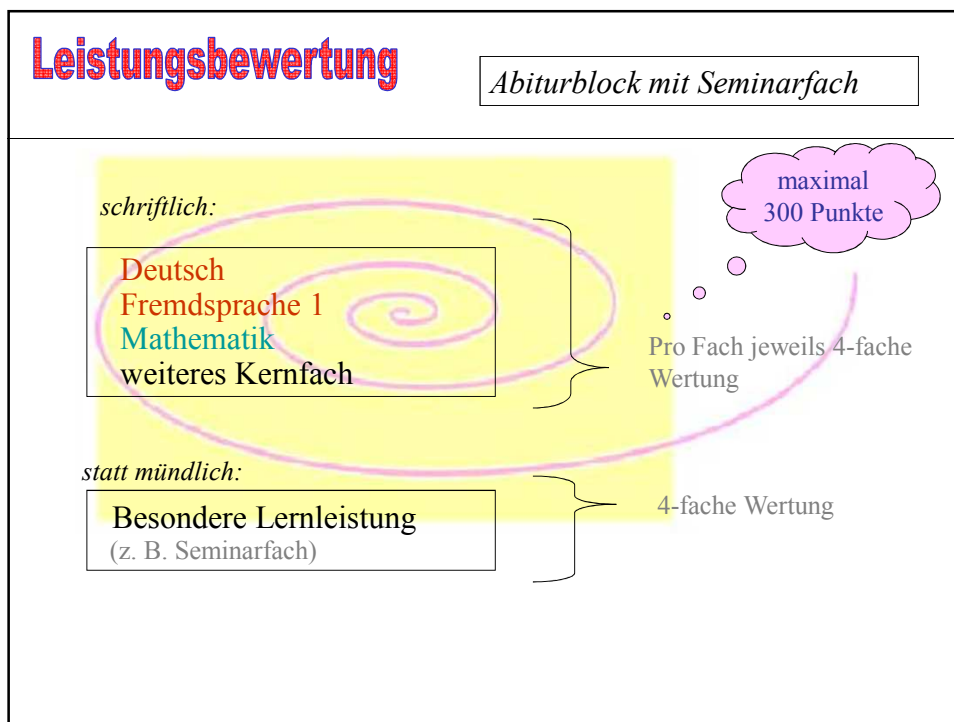 Leistungsbewertung
Abiturblock mit Seminarfach
maximal
300 Punkte
schriftlich:
Deutsch
Fremdsprache 1
Mathematik
weiteres Kernfach
Pro Fach jeweils 4-fache
Wertung
statt mündlich:
Besondere Lernleistung
(z. B. Seminarfach)
4-fache Wertung